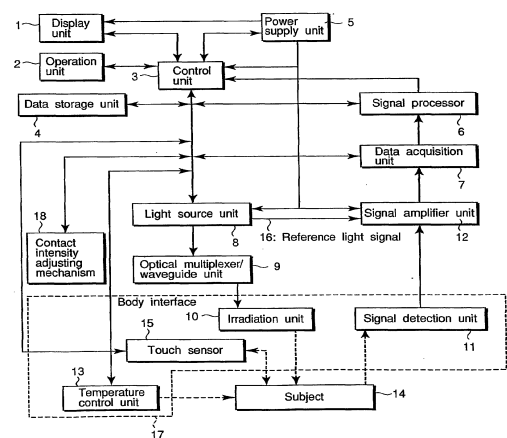 1
Display
unit
Power
supply unit
5
2
Operation
unit
3
Control
unit
Data storage unit
4
Signal processor
6
Data acquisition
unit
7
18
Contact
intensity
adjusting
mechanism
Light source unit
8
16: Reference light signal
Signal amplifier unit
12
Optical multiplexer/
waveguide unit
9
Body interface
10
Irradiation unit
Signal detection unit
11
15
Touch sensor
13
Temperature
control unit
Subject
14
17